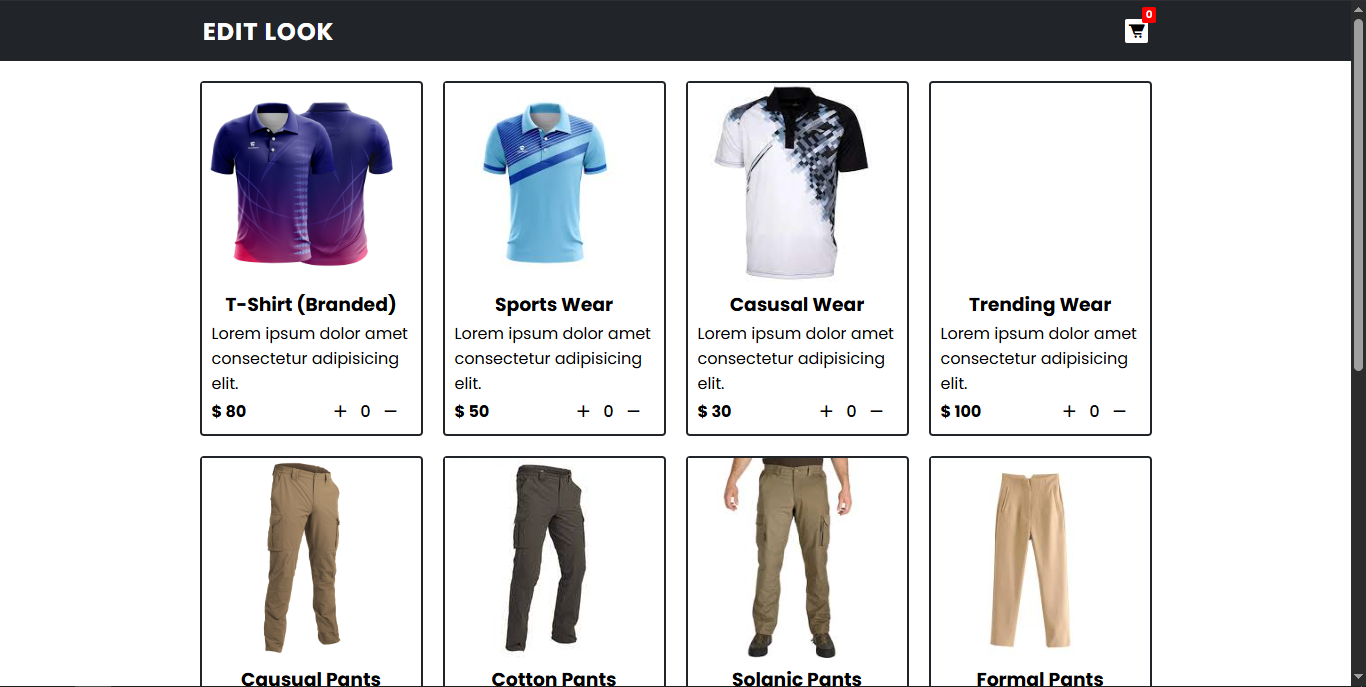 EDIT LOOK
0
T-Shirt (Branded)
Lorem ipsum dolor amet
consectetur adipisicing
elit.
$ 80 + 0 −
Sports Wear
Lorem ipsum dolor amet
consectetur adipisicing
elit.
$ 50 + 0 −
Casusal Wear
Lorem ipsum dolor amet
consectetur adipisicing
elit.
$ 30 + 0 −
Trending Wear
Lorem ipsum dolor amet
consectetur adipisicing
elit.
$ 100 + 0 −
Causual Pants
Cotton Pants
Solanic Pants
Formal Pants